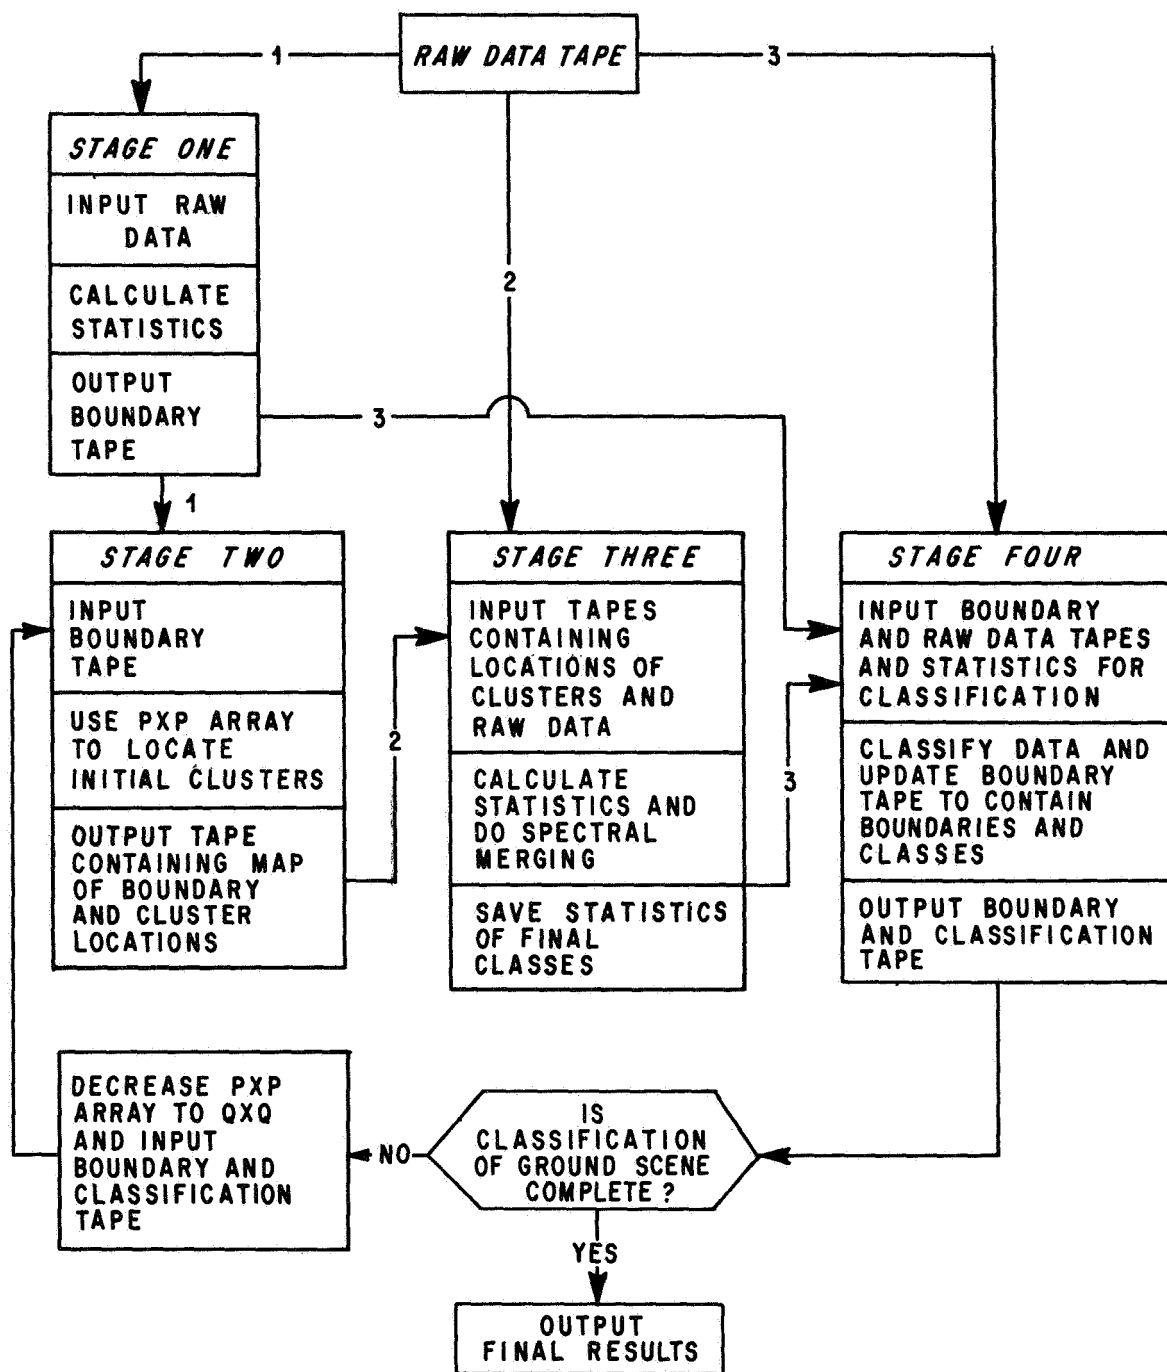 RAW DATA TAPE
1
3
STAGE ONE
INPUT RAW
DATA
CALCULATE
STATISTICS
OUTPUT
BOUNDARY
TAPE
2
3
1
STAGE TWO
INPUT
BOUNDARY
TAPE
USE PXP ARRAY
TO LOCATE
INITIAL CLUSTERS
OUTPUT TAPE
CONTAINING MAP
OF BOUNDARY
AND CLUSTER
LOCATIONS
2
STAGE THREE
INPUT TAPES
CONTAINING
LOCATIONS OF
CLUSTERS AND
RAW DATA
CALCULATE
STATISTICS AND
DO SPECTRAL
MERGING
SAVE STATISTICS
OF FINAL
CLASSES
3
STAGE FOUR
INPUT BOUNDARY
AND RAW DATA TAPES
AND STATISTICS FOR
CLASSIFICATION
CLASSIFY DATA AND
UPDATE BOUNDARY
TAPE TO CONTAIN
BOUNDARIES AND
CLASSES
OUTPUT BOUNDARY
AND CLASSIFICATION
TAPE
DECREASE PXP
ARRAY TO QXQ
AND INPUT
BOUNDARY AND
CLASSIFICATION
TAPE
NO
IS
CLASSIFICATION
OF GROUND SCENE
COMPLETE?
YES
OUTPUT
FINAL RESULTS